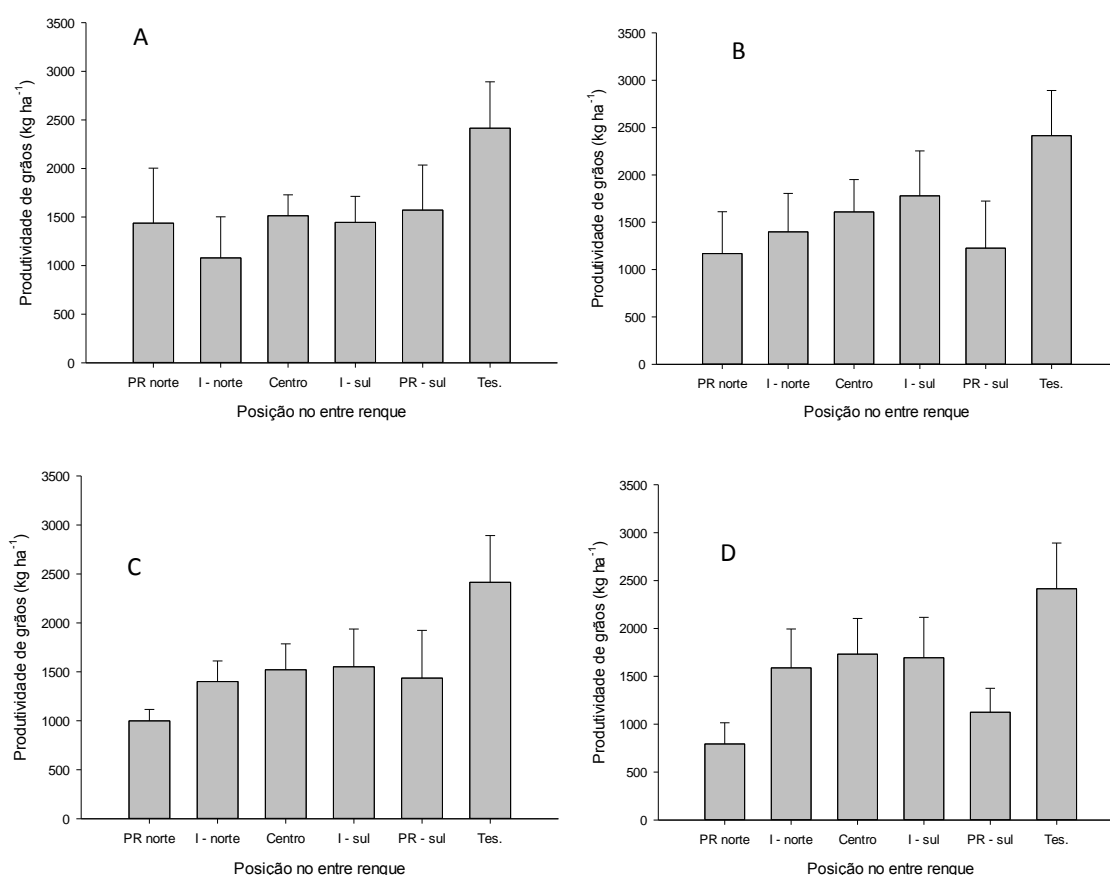 A
Produtividade de grãos (kg ha⁻¹)
3500
3000
2500
2000
1500
1000
500
0
PR norte I - norte Centro I - sul PR - sul Tes.
Posição no entre renque
B
Produtividade de grãos (kg ha⁻¹)
3500
3000
2500
2000
1500
1000
500
0
PR norte I - norte Centro I - sul PR - sul Tes.
Posição no entre renque
C
Produtividade de grãos (kg ha⁻¹)
3500
3000
2500
2000
1500
1000
500
0
PR norte I - norte Centro I - sul PR - sul Tes.
Posição no entre renque
D
Produtividade de grãos (kg ha⁻¹)
3500
3000
2500
2000
1500
1000
500
0
PR norte I - norte Centro I - sul PR - sul Tes.
Posição no entre renque